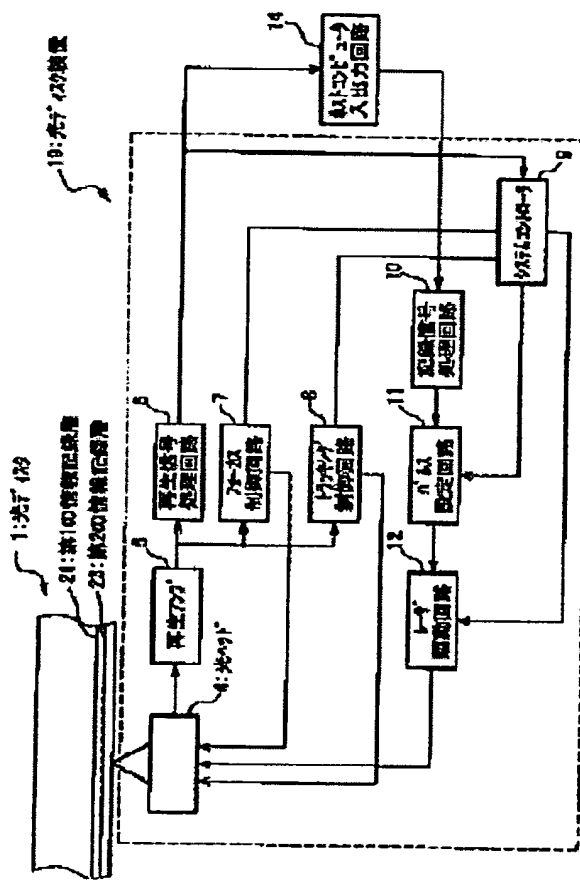 19:光ディスク装置
1:光ディスク
21:第1の情報記録層
23:第2の情報記録層
4:光ヘッド
5
再生アンプ
6
再生信号
処理回路
7
フォーカス
制御回路
8
トラッキング
制御回路
14
ホストコンピュータ
入出力回路
9
システムコントローラ
10
記録信号
処理回路
11
パルス
設定回路
12
レーザ
駆動回路